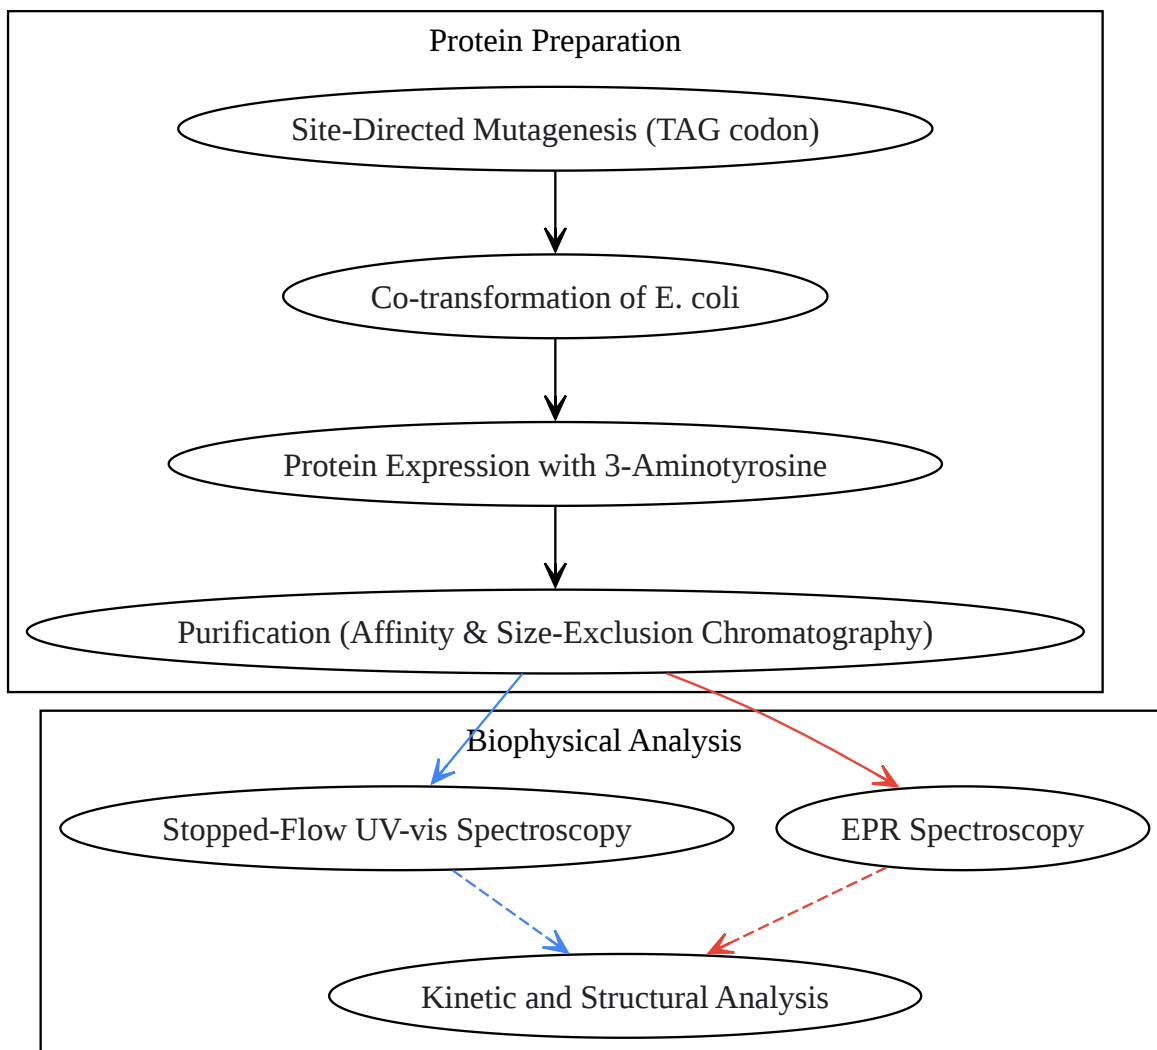 Protein Preparation
Site-Directed Mutagenesis (TAG codon)
Co-transformation of E. coli
Protein Expression with 3-Aminotyrosine
Purification (Affinity & Size-Exclusion Chromatography)
Biophysical Analysis
Stopped-Flow UV-vis Spectroscopy
EPR Spectroscopy
Kinetic and Structural Analysis